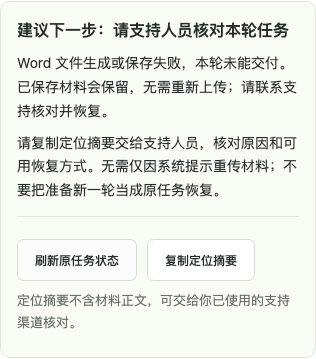 建议下一步：请支持人员核对本轮任务
Word 文件生成或保存失败，本轮未能交付。
已保存材料会保留，无需重新上传；请联系支
持核对并恢复。
请复制定位摘要交给支持人员，核对原因和可
用恢复方式。无需仅因系统提示重传材料；不
要把准备新一轮当成原任务恢复。
刷新原任务状态
复制定位摘要
定位摘要不含材料正文，可交给你已使用的支持
渠道核对。